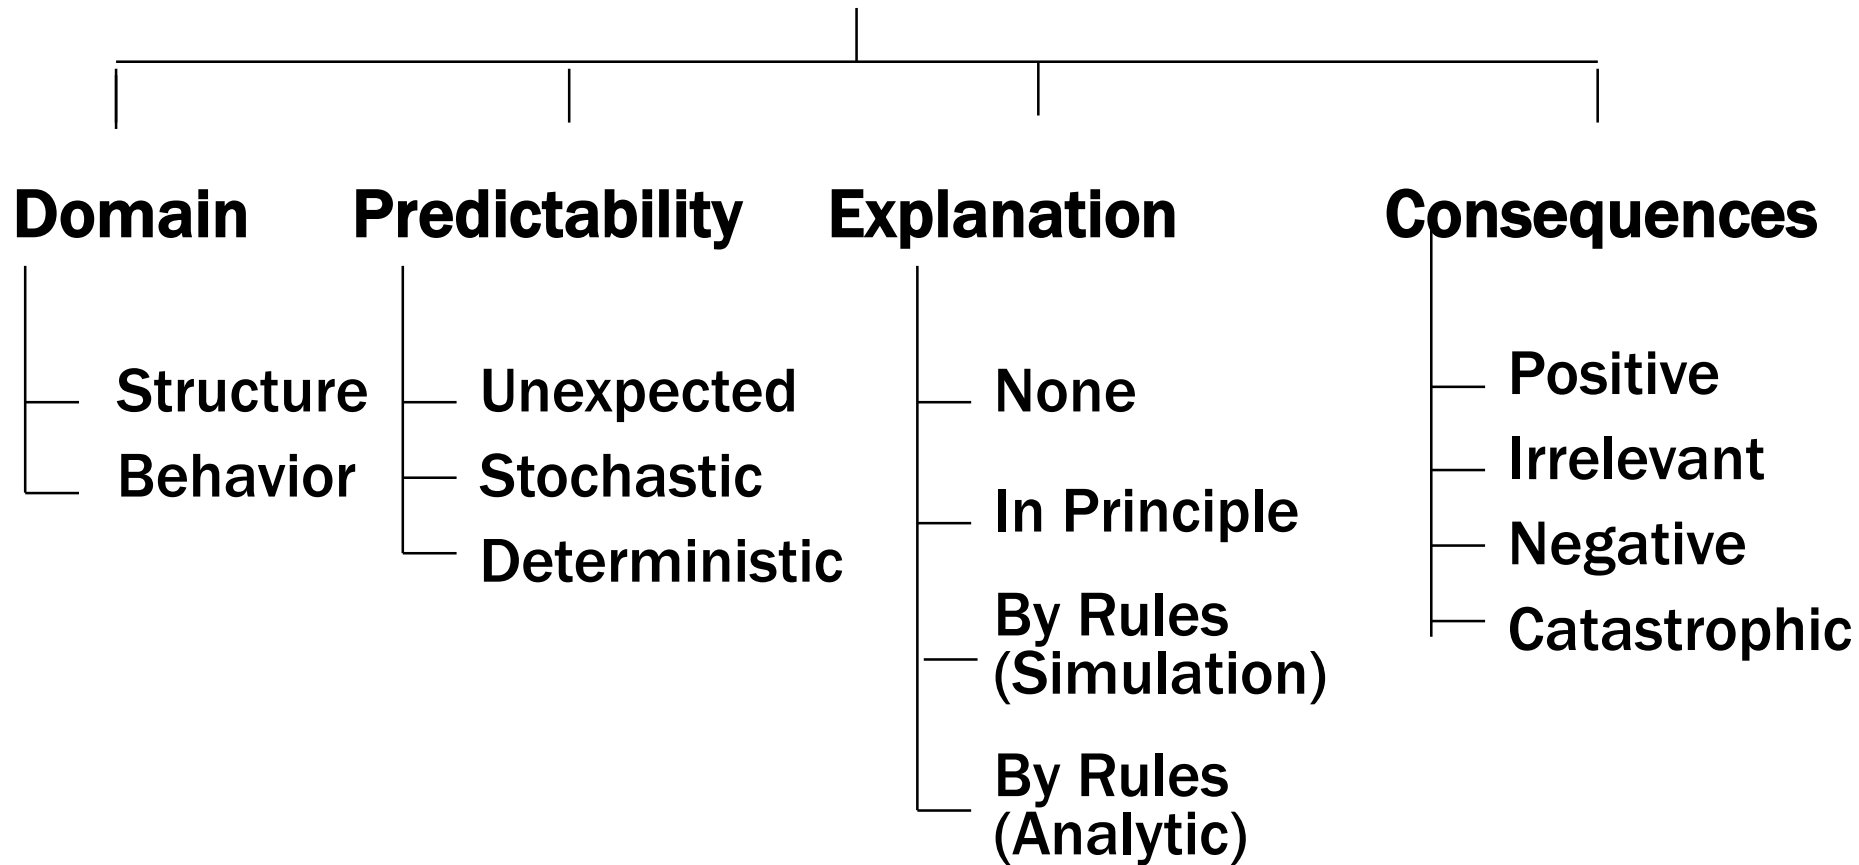 Domain
Predictability
Explanation
Consequences
Structure
Behavior
Unexpected
Stochastic
Deterministic
None
In Principle
By Rules
(Simulation)
By Rules
(Analytic)
Positive
Irrelevant
Negative
Catastrophic